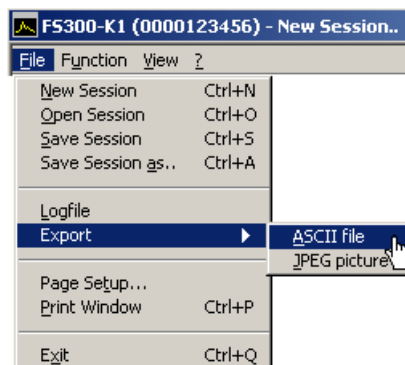 FS300-K1 (0000123456) - New Session..
File Function View ?
New Session Ctrl+N
Open Session Ctrl+O
Save Session Ctrl+S
Save Session as.. Ctrl+A
Logfile
Export
ASCII file
JPEG picture
Page Setup...
Print Window Ctrl+P
Exit Ctrl+Q